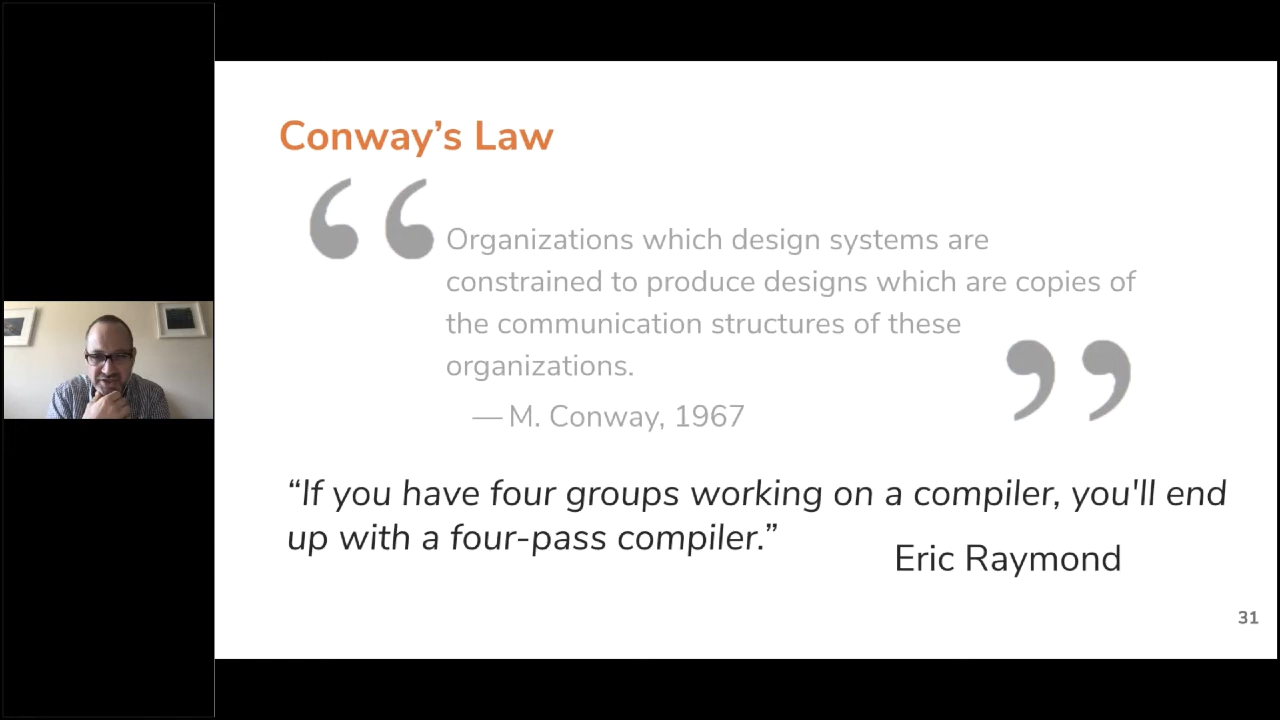 Conway’s Law
“
Organizations which design systems are
constrained to produce designs which are copies of
the communication structures of these
organizations.
”
— M. Conway, 1967
“If you have four groups working on a compiler, you'll end
up with a four-pass compiler.”
Eric Raymond
31